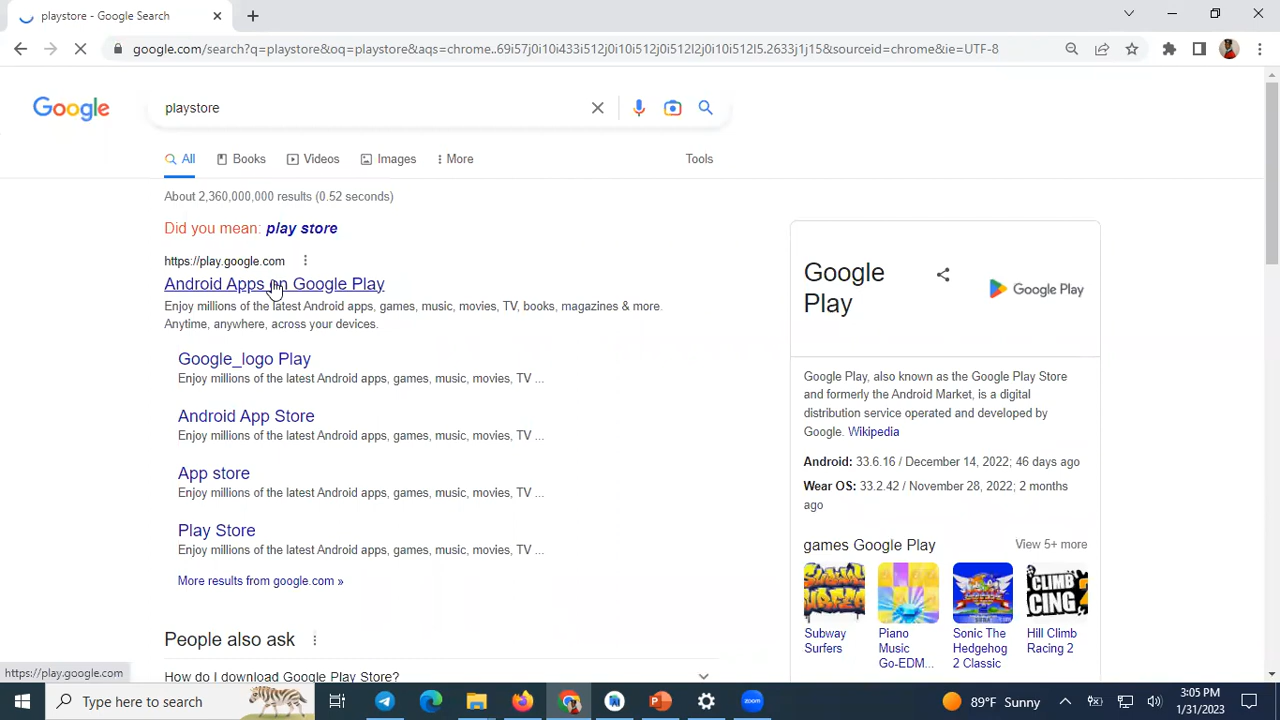 playstore - Google Search
google.com/search?q=playstore&oq=playstore&aqs=chrome..69i57j0i10i433i512j0i10i512j0i512l2j0i10i512l5.2633j1j15&sourceid=chrome&ie=UTF-8
Google
playstore
All
Books
Videos
Images
More
Tools
About 2,360,000,000 results (0.52 seconds)
Did you mean: play store
https://play.google.com
Android Apps on Google Play
Enjoy millions of the latest Android apps, games, music, movies, TV, books, magazines & more.
Anytime, anywhere, across your devices.
Google_logo Play
Enjoy millions of the latest Android apps, games, music, movies, TV ...
Android App Store
Enjoy millions of the latest Android apps, games, music, movies, TV ...
App store
Enjoy millions of the latest Android apps, games, music, movies, TV ...
Play Store
Enjoy millions of the latest Android apps, games, music, movies, TV ...
More results from google.com »
People also ask
How do I download Google Play Store?
Google
Play
Google Play
Google Play, also known as the Google Play Store
and formerly the Android Market, is a digital
distribution service operated and developed by
Google. Wikipedia
Android: 33.6.16 / December 14, 2022; 46 days ago
Wear OS: 33.2.42 / November 28, 2022; 2 months
ago
games Google Play
View 5+ more
SUBWAY
SURFERS
CLIMB
CING
2
Subway
Surfers
Piano
Music
Go-EDM...
Sonic The
Hedgehog
2 Classic
Hill Climb
Racing 2
https://play.google.com
Type here to search
zoom
89°F Sunny
3:05 PM
1/31/2023